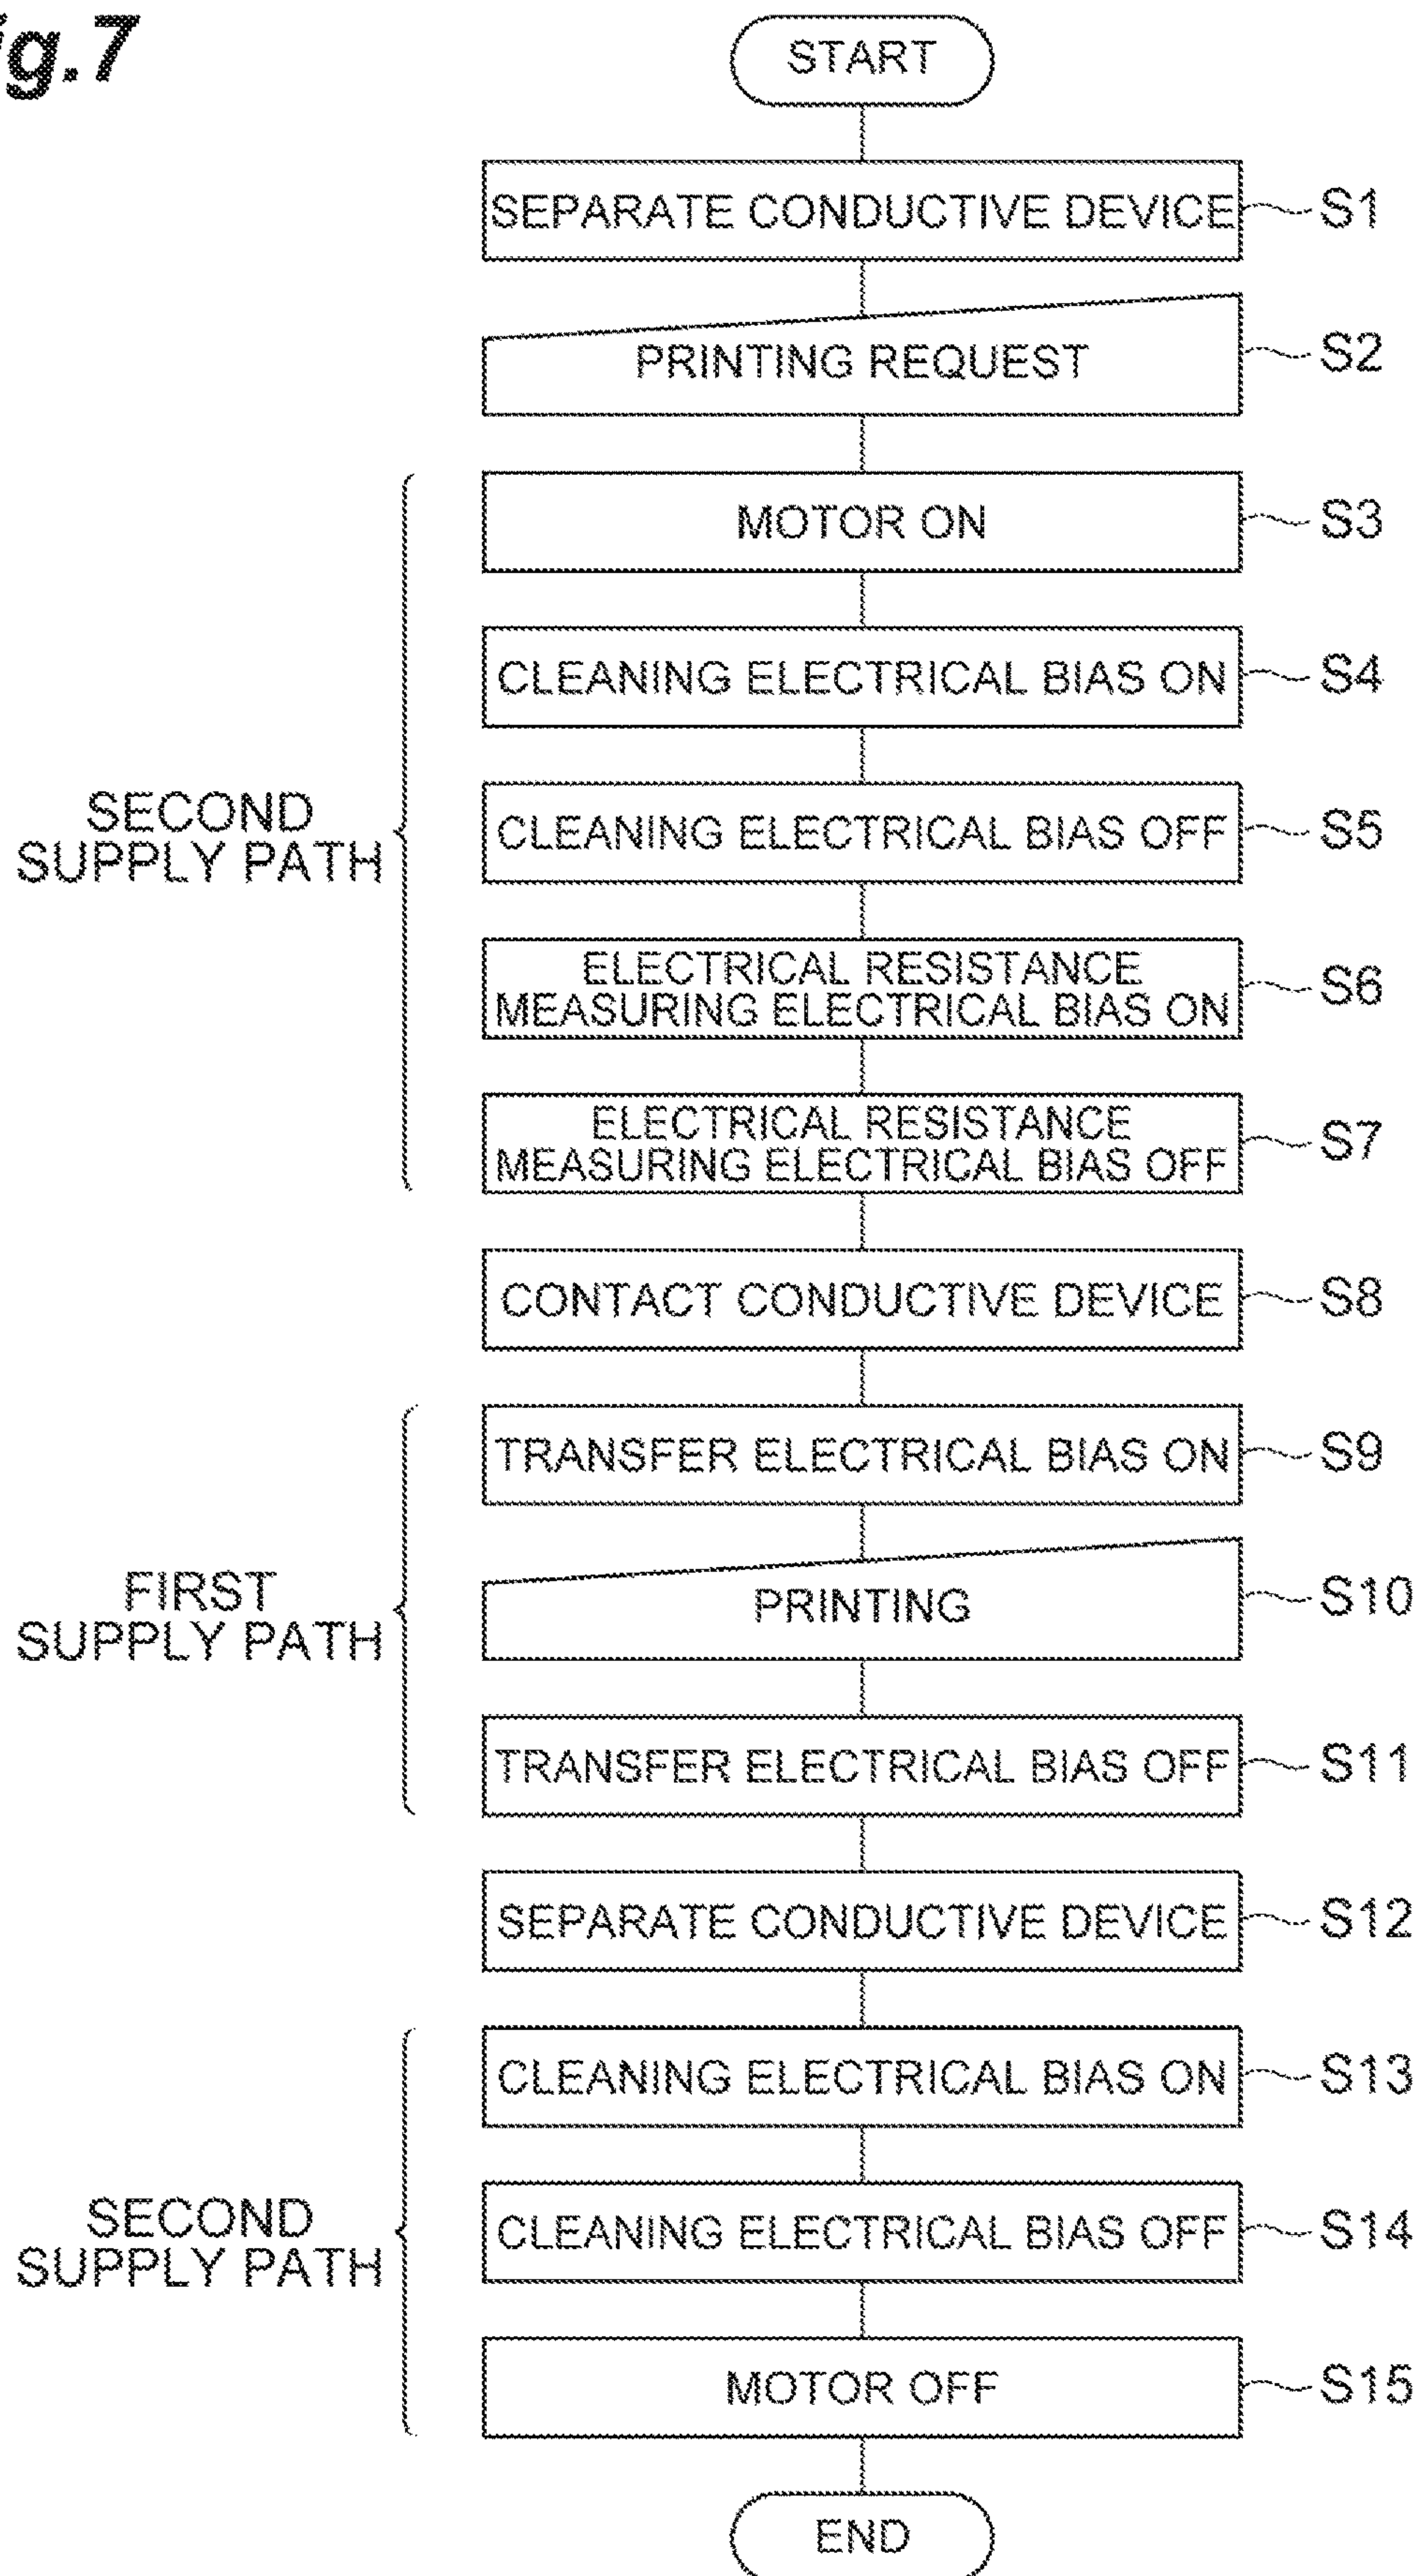 ig.7
START
SEPARATE CONDUCTIVE DEVICE S1
PRINTING REQUEST S2
MOTOR ON S3
CLEANING ELECTRICAL BIAS ON S4
SECOND
SUPPLY PATH
CLEANING ELECTRICAL BIAS OFF S5
ELECTRICAL RESISTANCE
MEASURING ELECTRICAL BIAS ON S6
ELECTRICAL RESISTANCE
MEASURING ELECTRICAL BIAS OFF S7
CONTACT CONDUCTIVE DEVICE S8
TRANSFER ELECTRICAL BIAS ON S9
FIRST
SUPPLY PATH
PRINTING S10
TRANSFER ELECTRICAL BIAS OFF S11
SEPARATE CONDUCTIVE DEVICE S12
CLEANING ELECTRICAL BIAS ON S13
SECOND
SUPPLY PATH
CLEANING ELECTRICAL BIAS OFF S14
MOTOR OFF S15
END